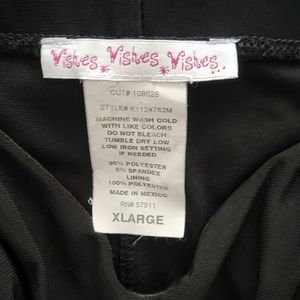 Vishes Vishes Vishes
CUT# 108628
STYLE# K1124762M
MACHINE WASH COLD
WITH LIKE COLORS
DO NOT BLEACH
TUMBLE DRY LOW
LOW IRON SETTING
IF NEEDED
95% POLYESTER
5% SPANDEX
LINING
100% POLYESTER
MADE IN MEXICO
RN# 57911
XLARGE